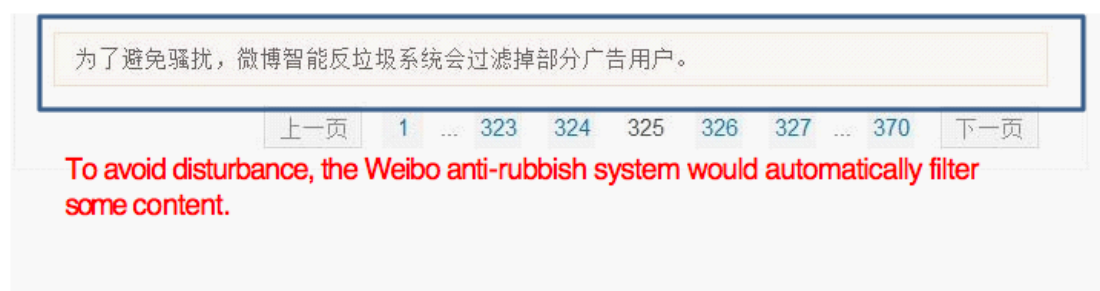 为了避免骚扰，微博智能反垃圾系统会过滤掉部分广告用户。
上一页 1 ... 323 324 325 326 327 ... 370 下一页
To avoid disturbance, the Weibo anti-rubbish system would automatically filter
some content.